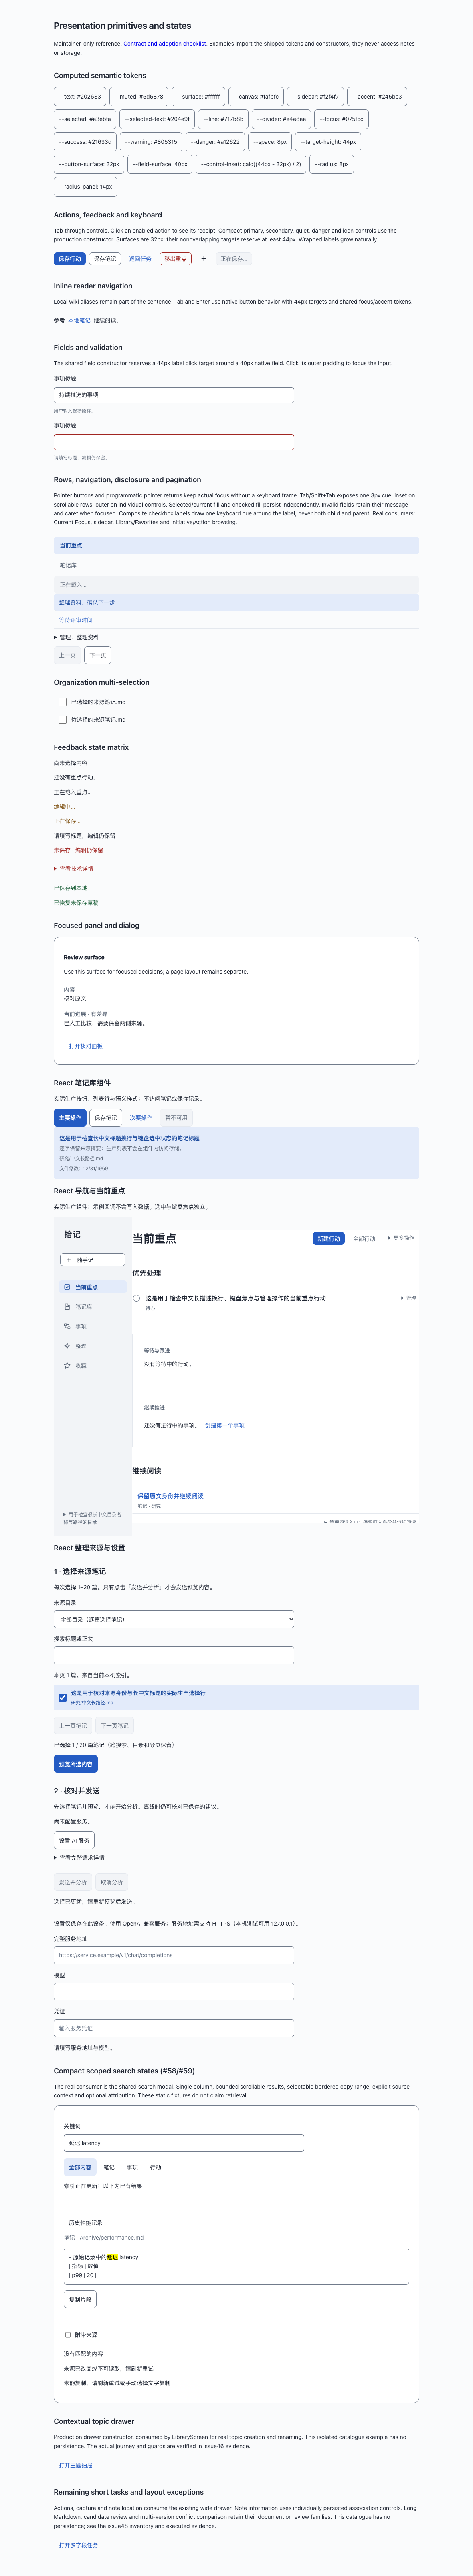 Presentation primitives and states
Maintainer-only reference. Contract and adoption checklist. Examples import the shipped tokens and constructors; they never access notes
or storage.
Computed semantic tokens
--text: #202633
--muted: #5d6878
--surface: #ffffff
--canvas: #fafbfc
--sidebar: #f2f4f7
--accent: #245bc3
--selected: #e3ebfa
--selected-text: #204e9f
--line: #717b8b
--divider: #e4e8ee
--focus: #075fcc
--success: #21633d
--warning: #805315
--danger: #a12622
--space: 8px
--target-height: 44px
--button-surface: 32px
--field-surface: 40px
--control-inset: calc((44px - 32px) / 2)
--radius: 8px
--radius-panel: 14px
Actions, feedback and keyboard
Tab through controls. Click an enabled action to see its receipt. Compact primary, secondary, quiet, danger and icon controls use the
production constructor. Surfaces are 32px; their nonoverlapping targets reserve at least 44px. Wrapped labels grow naturally.
保存行动
保存笔记
返回任务
移出重点
+
正在保存…
Inline reader navigation
Local wiki aliases remain part of the sentence. Tab and Enter use native button behavior with 44px targets and shared focus/accent tokens.
参考 本地笔记 继续阅读。
Fields and validation
The shared field constructor reserves a 44px label click target around a 40px native field. Click its outer padding to focus the input.
事项标题
持续推进的事项
用户输入保持原样。
事项标题
请填写标题，编辑仍保留。
Rows, navigation, disclosure and pagination
Pointer buttons and programmatic pointer returns keep actual focus without a keyboard frame. Tab/Shift+Tab exposes one 3px cue: inset on
scrollable rows, outer on individual controls. Selected/current fill and checked fill persist independently. Invalid fields retain their message
and caret when focused. Composite checkbox labels draw one keyboard cue around the label, never both child and parent. Real consumers:
Current Focus, sidebar, Library/Favorites and Initiative/Action browsing.
当前重点
笔记库
正在载入…
整理资料，确认下一步
等待评审时间
管理：整理资料
上一页
下一页
Organization multi-selection
已选择的来源笔记.md
待选择的来源笔记.md
Feedback state matrix
尚未选择内容
还没有重点行动。
正在载入重点…
编辑中…
正在保存…
请填写标题，编辑仍保留
未保存 · 编辑仍保留
查看技术详情
已保存到本地
已恢复未保存草稿
Focused panel and dialog
Review surface
Use this surface for focused decisions; a page layout remains separate.
内容
核对原文
当前进展 · 有差异
已人工比较，需要保留两侧来源。
打开核对面板
React 笔记库组件
实际生产按钮、列表行与语义样式；不访问笔记或保存记录。
主要操作
保存笔记
次要操作
暂不可用
这是用于检查长中文标题换行与键盘选中状态的笔记标题
逐字保留来源摘要；生产列表不会在组件内访问存储。
研究/中文长路径.md
文件修改：12/31/1969
React 导航与当前重点
实际生产组件；示例回调不会写入数据。选中与键盘焦点独立。
拾记
+ 随手记
当前重点
笔记库
事项
整理
收藏
用于检查很长中文目录名
称与路径的目录
当前重点
新建行动
全部行动
更多操作
优先处理
这是用于检查中文长描述换行、键盘焦点与管理操作的当前重点行动
待办
管理
等待与跟进
没有等待中的行动。
继续推进
还没有进行中的事项。 创建第一个事项
继续阅读
保留原文身份并继续阅读
笔记 · 研究
React 整理来源与设置
1 · 选择来源笔记
每次选择 1–20 篇。只有点击「发送并分析」才会发送预览内容。
来源目录
全部目录（逐篇选择笔记）
搜索标题或正文
本页 1 篇，来自当前本机索引。
这是用于核对来源身份与长中文标题的实际生产选择行
研究/中文长路径.md
上一页笔记
下一页笔记
已选择 1 / 20 篇笔记（跨搜索、目录和分页保留）
预览所选内容
2 · 核对并发送
先选择笔记并预览，才能开始分析。离线时仍可核对已保存的建议。
尚未配置服务。
设置 AI 服务
查看完整请求详情
发送并分析
取消分析
选择已更新，请重新预览后发送。
设置仅保存在此设备。使用 OpenAI 兼容服务；服务地址需支持 HTTPS（本机测试可用 127.0.0.1）。
完整服务地址
https://service.example/v1/chat/completions
模型
凭证
输入服务凭证
请填写服务地址与模型。
Compact scoped search states (#58/#59)
The real consumer is the shared search modal. Single column, bounded scrollable results, selectable bordered copy range, explicit source
context and optional attribution. These static fixtures do not claim retrieval.
关键词
延迟 latency
全部内容
笔记
事项
行动
索引正在更新；以下为已有结果
历史性能记录
笔记 · Archive/performance.md
- 原始记录中的延迟 latency
| 指标 | 数值 |
| p99 | 20 |
复制片段
附带来源
没有匹配的内容
来源已改变或不可读取，请刷新重试
未能复制，请刷新重试或手动选择文字复制
Contextual topic drawer
Production drawer constructor, consumed by LibraryScreen for real topic creation and renaming. This isolated catalogue example has no
persistence. The actual journey and guards are verified in issue46 evidence.
打开主题抽屉
Remaining short tasks and layout exceptions
Actions, capture and note location consume the existing wide drawer. Note information uses individually persisted association controls. Long
Markdown, candidate review and multi-version conflict comparison retain their document or review families. This catalogue has no
persistence; see the issue48 inventory and executed evidence.
打开多字段任务